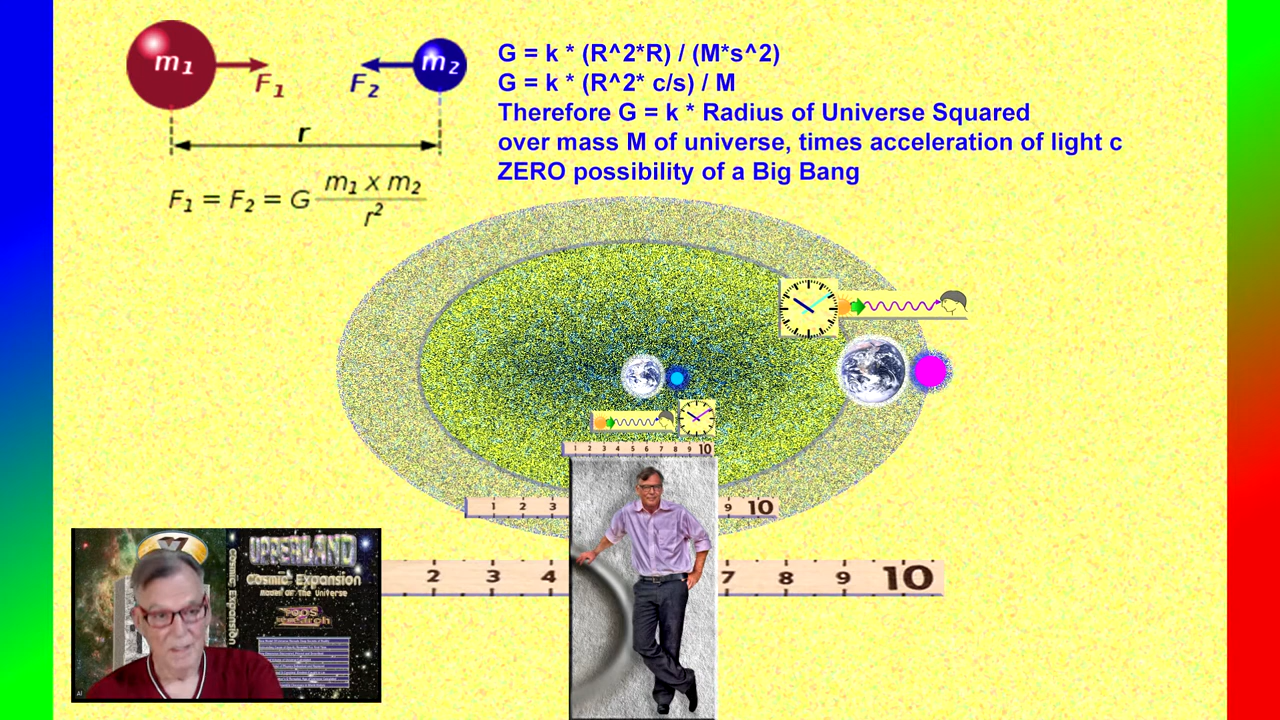 m1
m2
F1
F2
r
F1 = F2 = G m1 x m2
r2
G = k * (R^2*R) / (M*s^2)
G = k * (R^2* c/s) / M
Therefore G = k * Radius of Universe Squared
over mass M of universe, times acceleration of light c
ZERO possibility of a Big Bang
1 2 3 4 5 6 7 8 9 10
1 2 3
9 10
2 3 4
7 8 9 10
UPPERLAND
Cosmic Expansion
Model Of The Universe
Cosmic Expansion